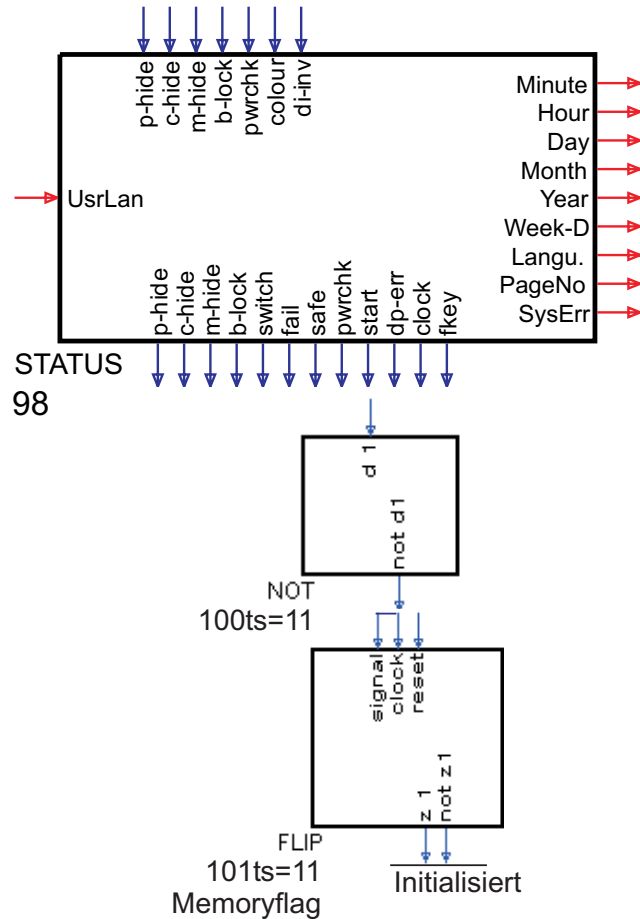 p-hide
c-hide
m-hide
b-lock
pwrchk
colour
di-inv
UsrLan
Minute
Hour
Day
Month
Year
Week-D
Langu.
PageNo
SysErr
p-hide
c-hide
m-hide
b-lock
switch
fail
safe
pwrchk
start
dp-err
clock
fkey
STATUS
98
d 1
not d1
NOT
100ts=11
signal
clock
reset
z 1
not z1
FLIP
101ts=11
Memoryflag
Initialisiert